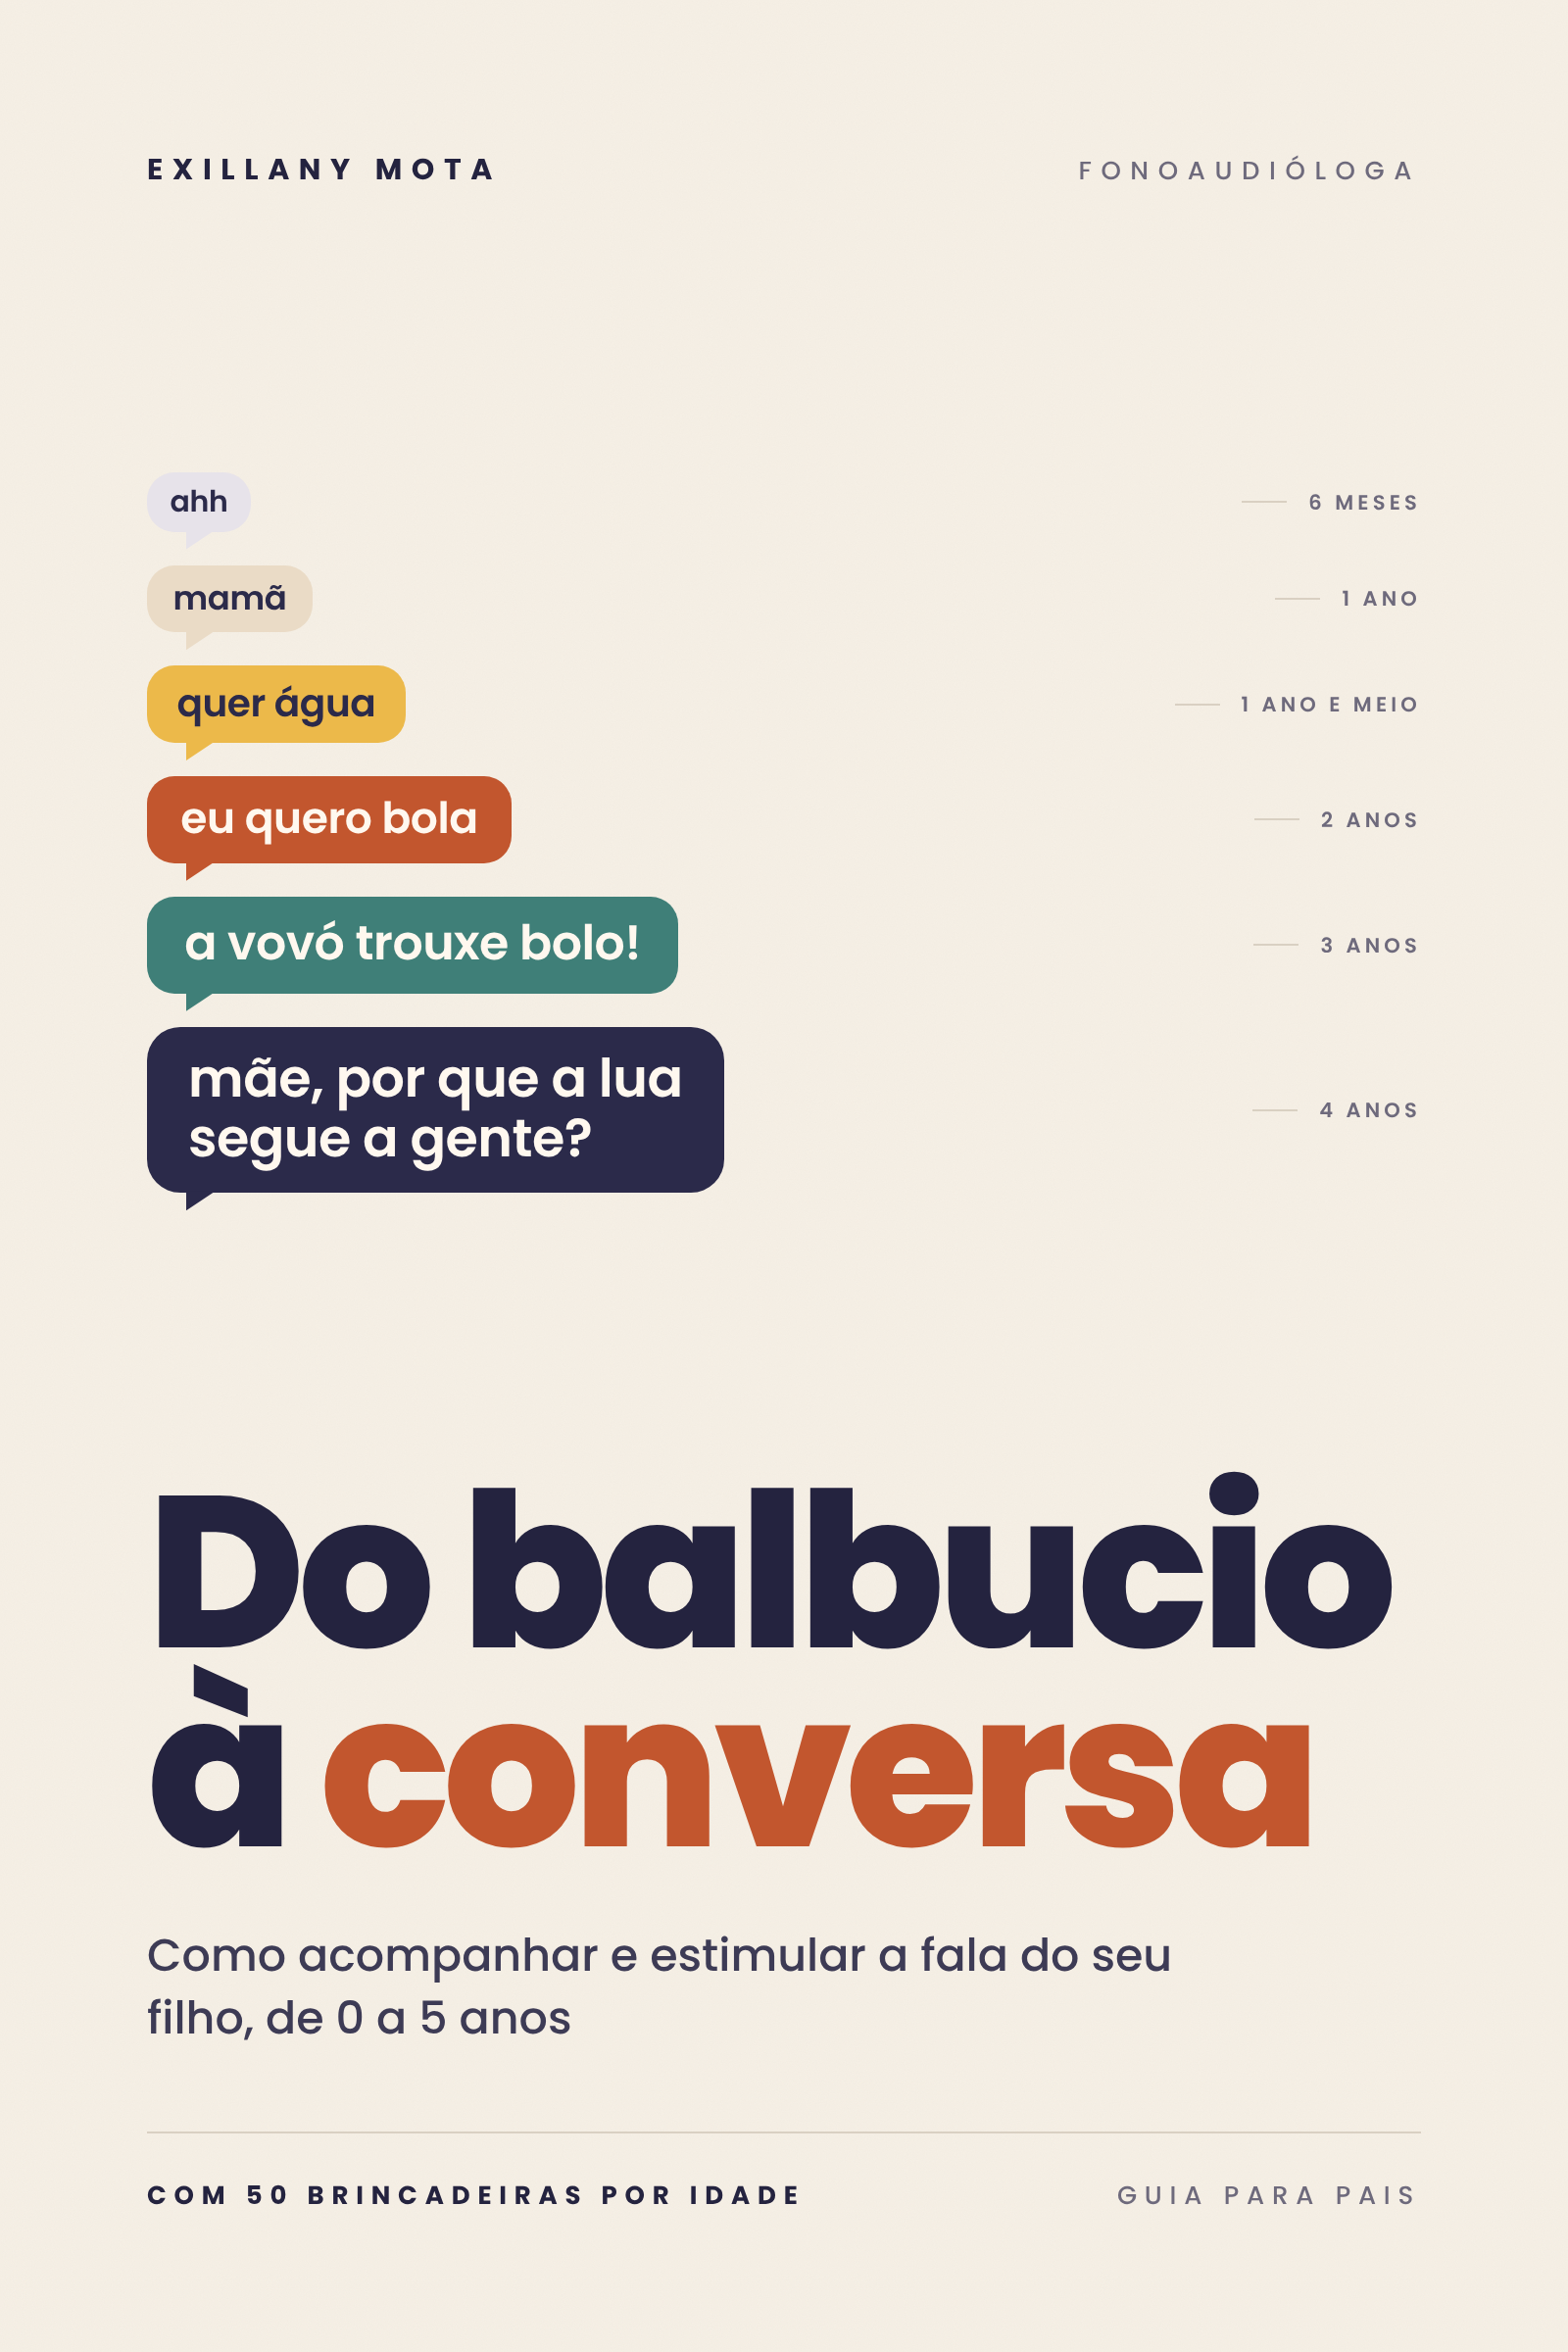 EXILLANY MOTA
FONOAUDIÓLOGA
ahh
6 MESES
mamã
1 ANO
quer água
1 ANO E MEIO
eu quero bola
2 ANOS
a vovó trouxe bolo!
3 ANOS
mãe, por que a lua
segue a gente?
4 ANOS
Do balbucio
à conversa
Como acompanhar e estimular a fala do seu
filho, de 0 a 5 anos
COM 50 BRINCADEIRAS POR IDADE
GUIA PARA PAIS